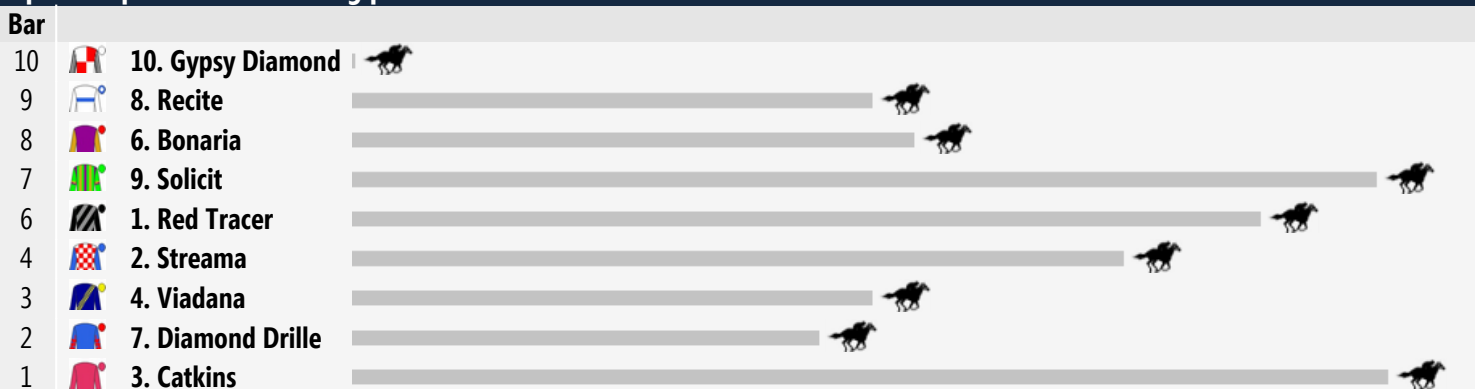 Bar
10 10. Gypsy Diamond
9 8. Recite
8 6. Bonaria
7 9. Solicit
6 1. Red Tracer
4 2. Streama
3 4. Viadana
2 7. Diamond Drille
1 3. Catkins